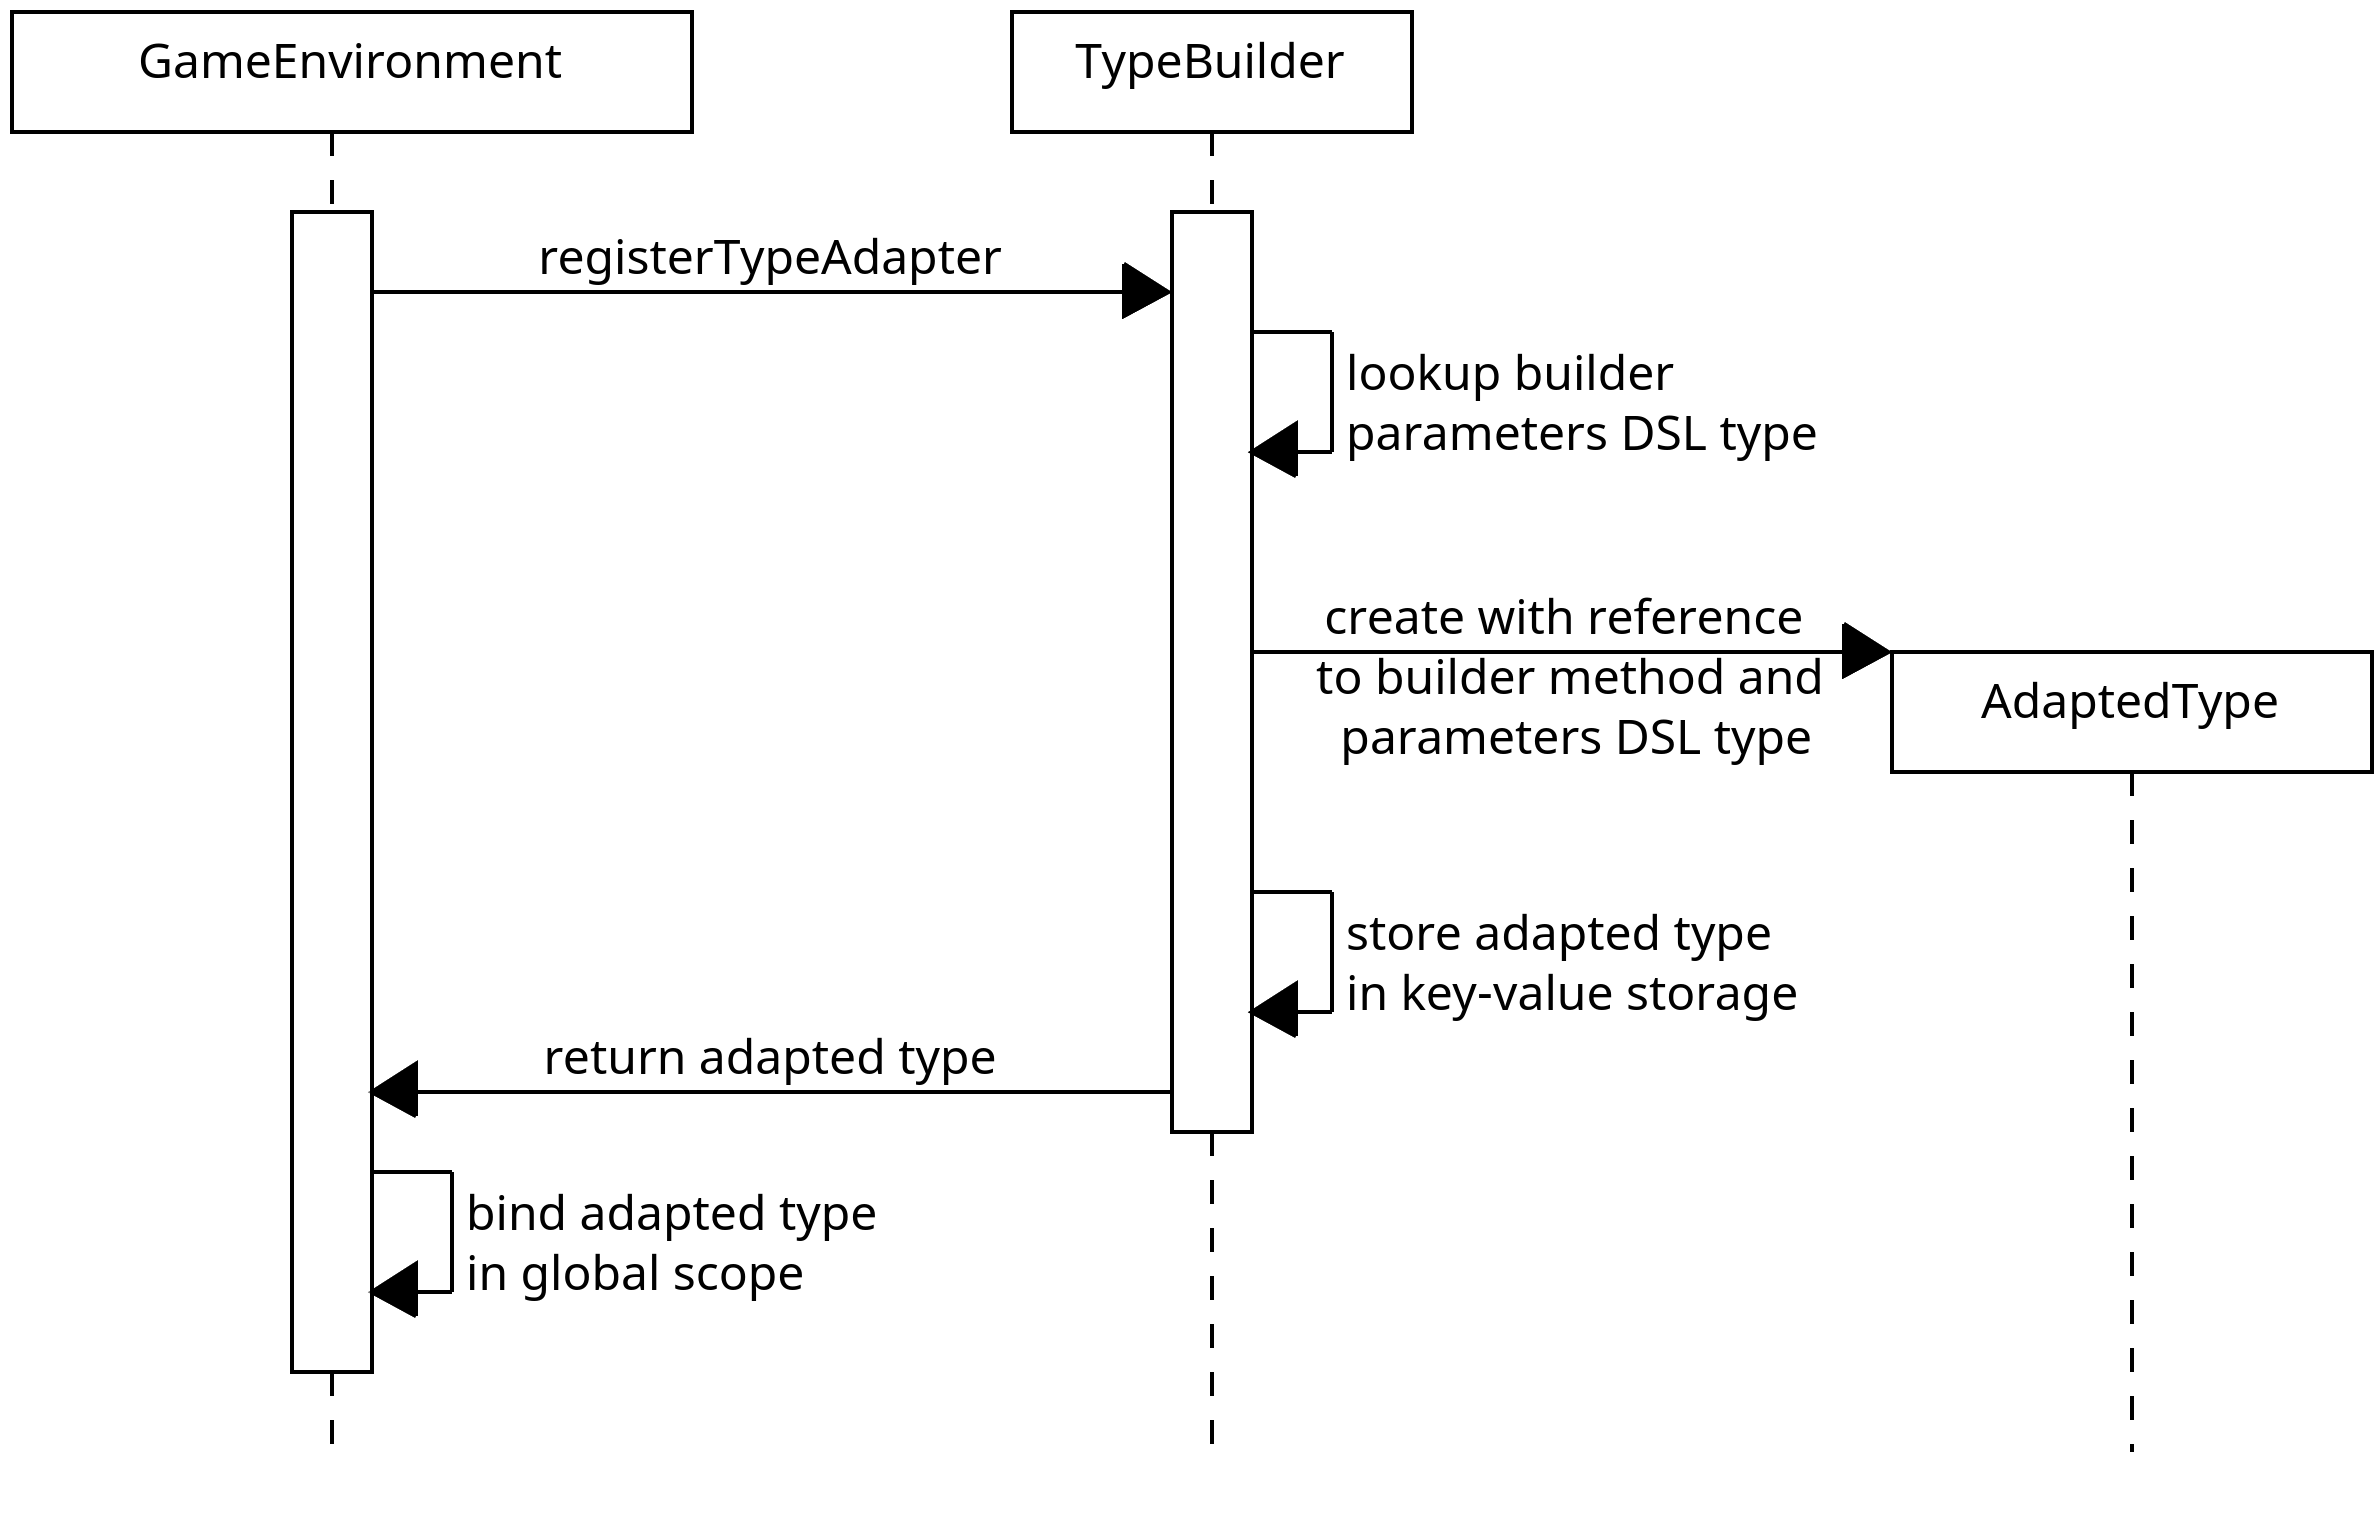 GameEnvironment
TypeBuilder
registerTypeAdapter
lookup builder
parameters DSL type
create with reference
to builder method and
parameters DSL type
AdaptedType
store adapted type
in key-value storage
return adapted type
bind adapted type
in global scope